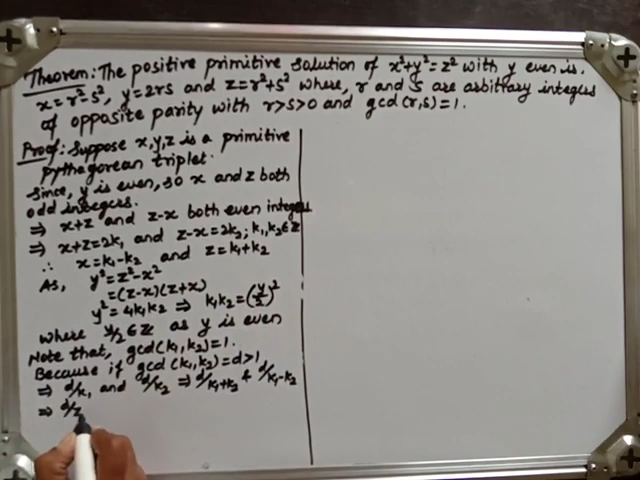 Theorem: The positive primitive solution of x²+y²=z² with y even is.
x=r²-s², y=2rs and z=r²+s² where, r and s are arbittrary integers
of opposite parity with r>s>0 and gcd(r,s)=1.
Proof: Suppose x,y,z is a primitive
pythagorean triplet.
Since, y is even, so x and z both
odd integers.
⇒ x+z and z-x both even integers
⇒ x+z=2k₁ and z-x=2k₂; k₁,k₂∈Z
∴ x=k₁-k₂ and z=k₁+k₂
As, y²=z²-x²
=(z-x)(z+x)
y²=4k₁k₂ ⇒ k₁k₂=(y/2)²
where y/2∈Z as y is even
Note that, gcd(k₁,k₂)=1.
Because if gcd(k₁,k₂)=d>1
⇒ d/k₁ and d/k₂ ⇒ d/k₁+k₂ & d/k₁-k₂
⇒ d/z